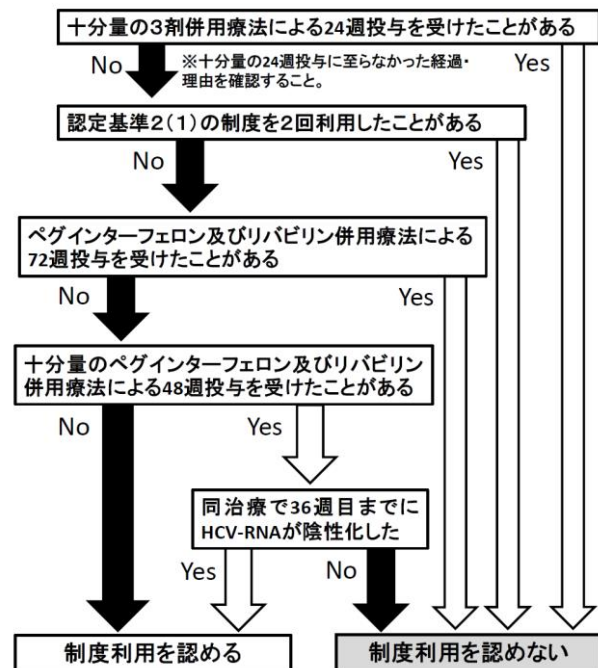 十分量の3剤併用療法による24週投与を受けたことがある
No
※十分量の24週投与に至らなかった経過・
理由を確認すること。
Yes
認定基準2(1)の制度を2回利用したことがある
No
Yes
ペグインターフェロン及びリバビリン併用療法による
72週投与を受けたことがある
No
Yes
十分量のペグインターフェロン及びリバビリン
併用療法による48週投与を受けたことがある
No
Yes
同治療で36週目までに
HCV-RNAが陰性化した
Yes
No
制度利用を認める
制度利用を認めない